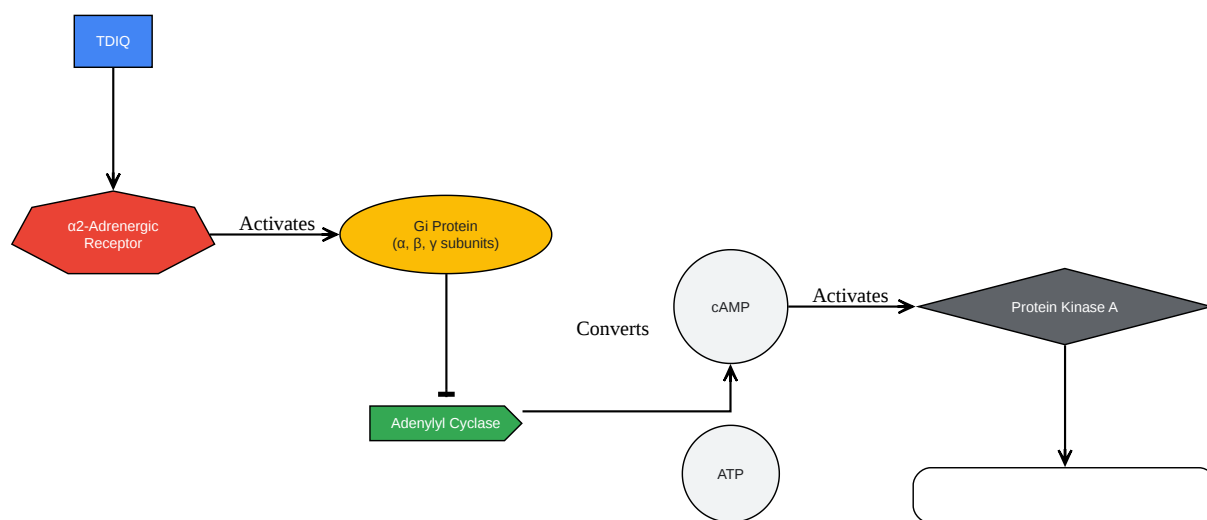 TDIQ
α2-Adrenergic
Receptor
Activates
Gi Protein
(α, β, γ subunits)
Converts
cAMP
Activates
Protein Kinase A
Adenylyl Cyclase
ATP